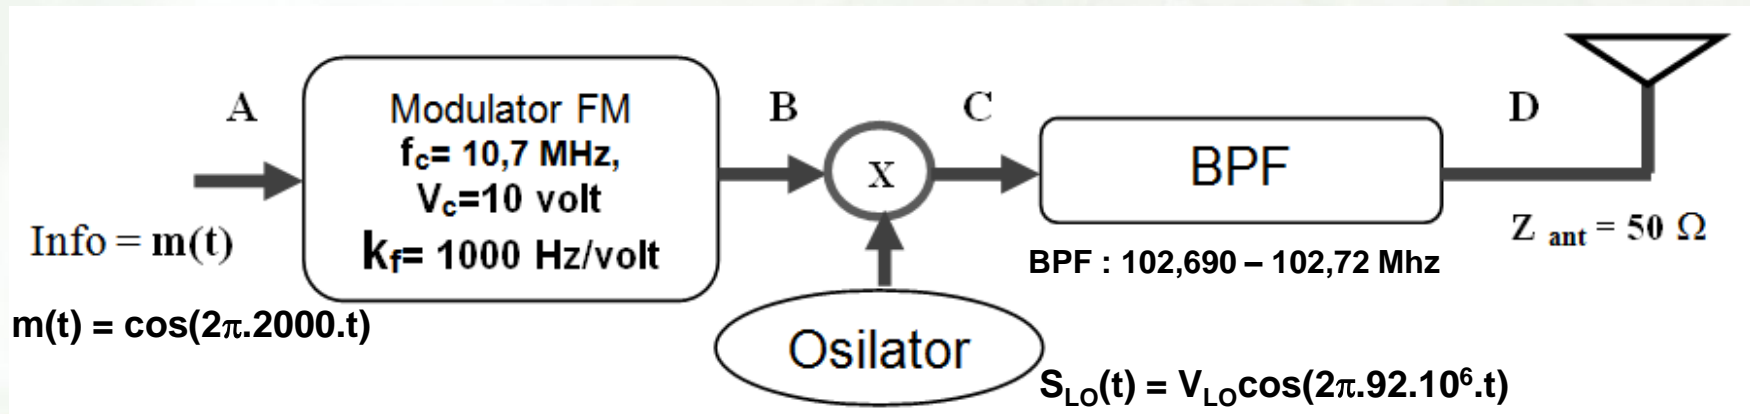 A
Modulator FM
fc= 10,7 MHz,
Vc=10 volt
kf= 1000 Hz/volt
B
X
C
BPF
D
Info = m(t)
m(t) = cos(2π.2000.t)
Z ant = 50 Ω
BPF : 102,690 – 102,72 Mhz
Osilator
SLO(t) = VLOcos(2π.92.10⁶.t)